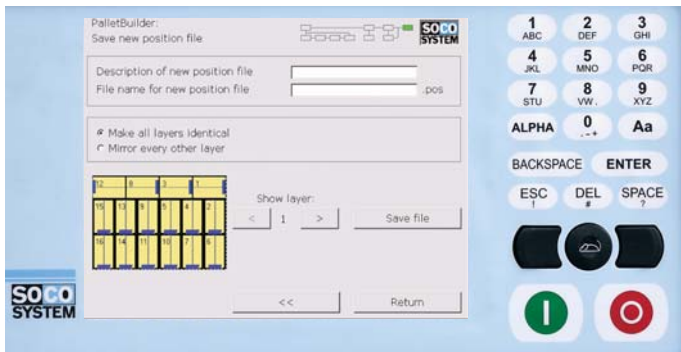 PalletBuilder:
Save new position file
SOCO
SYSTEM
Description of new position file
File name for new position file .pos
Make all layers identical
Mirror every other layer
12 9 3 1
15 13 8 5 4 2
16 14 11 10 7 6
Show layer:
< 1 > Save file
<< Return
SOCO
SYSTEM
1 2 3
ABC DEF GHI
4 5 6
JKL MNO PQR
7 8 9
STU VW. XYZ
ALPHA 0 Aa
.-+
BACKSPACE ENTER
ESC DEL SPACE
! # ?